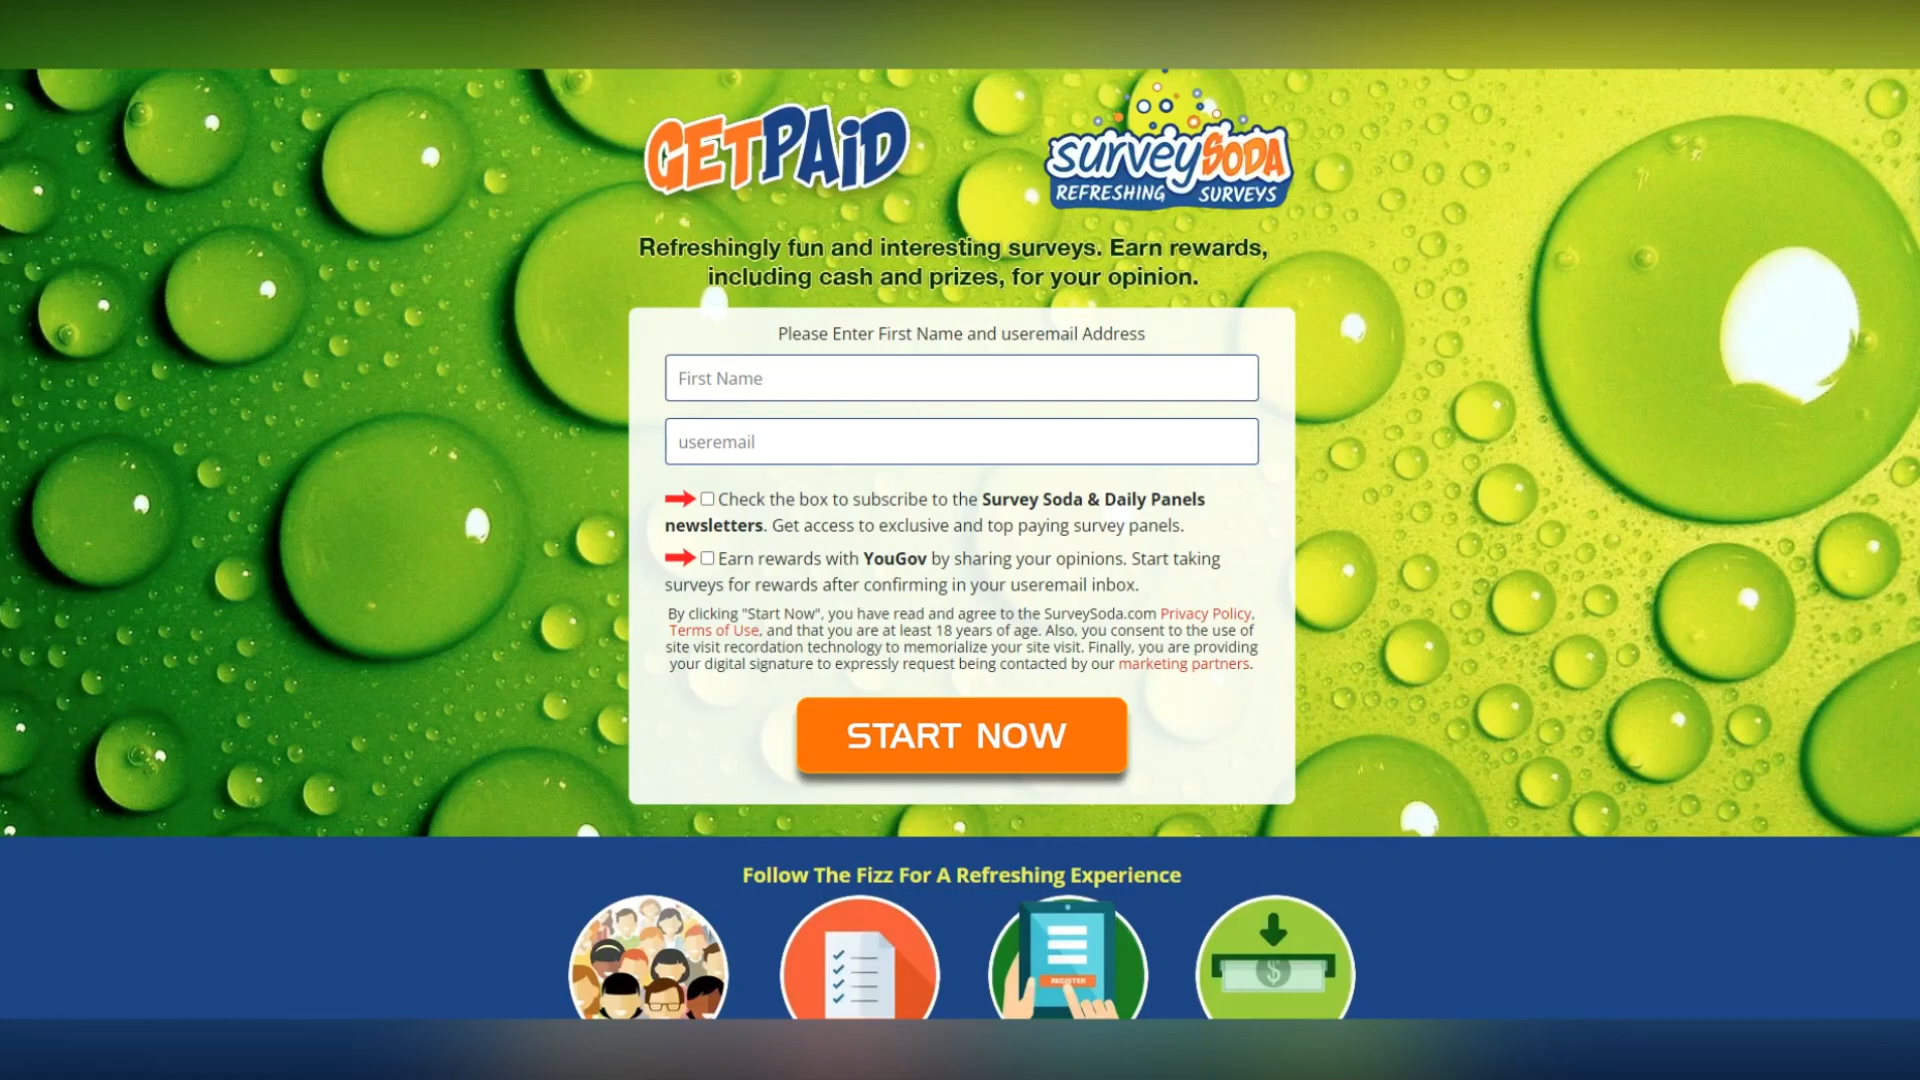 GETPAiD
surveySODA
REFRESHING SURVEYS
Refreshingly fun and interesting surveys. Earn rewards,
including cash and prizes, for your opinion.
Please Enter First Name and useremail Address
First Name
useremail
Check the box to subscribe to the Survey Soda & Daily Panels
newsletters. Get access to exclusive and top paying survey panels.
Earn rewards with YouGov by sharing your opinions. Start taking
surveys for rewards after confirming in your useremail inbox.
By clicking "Start Now", you have read and agree to the SurveySoda.com Privacy Policy,
Terms of Use, and that you are at least 18 years of age. Also, you consent to the use of
site visit recordation technology to memorialize your site visit. Finally, you are providing
your digital signature to expressly request being contacted by our marketing partners.
START NOW
Follow The Fizz For A Refreshing Experience
REGISTER
$